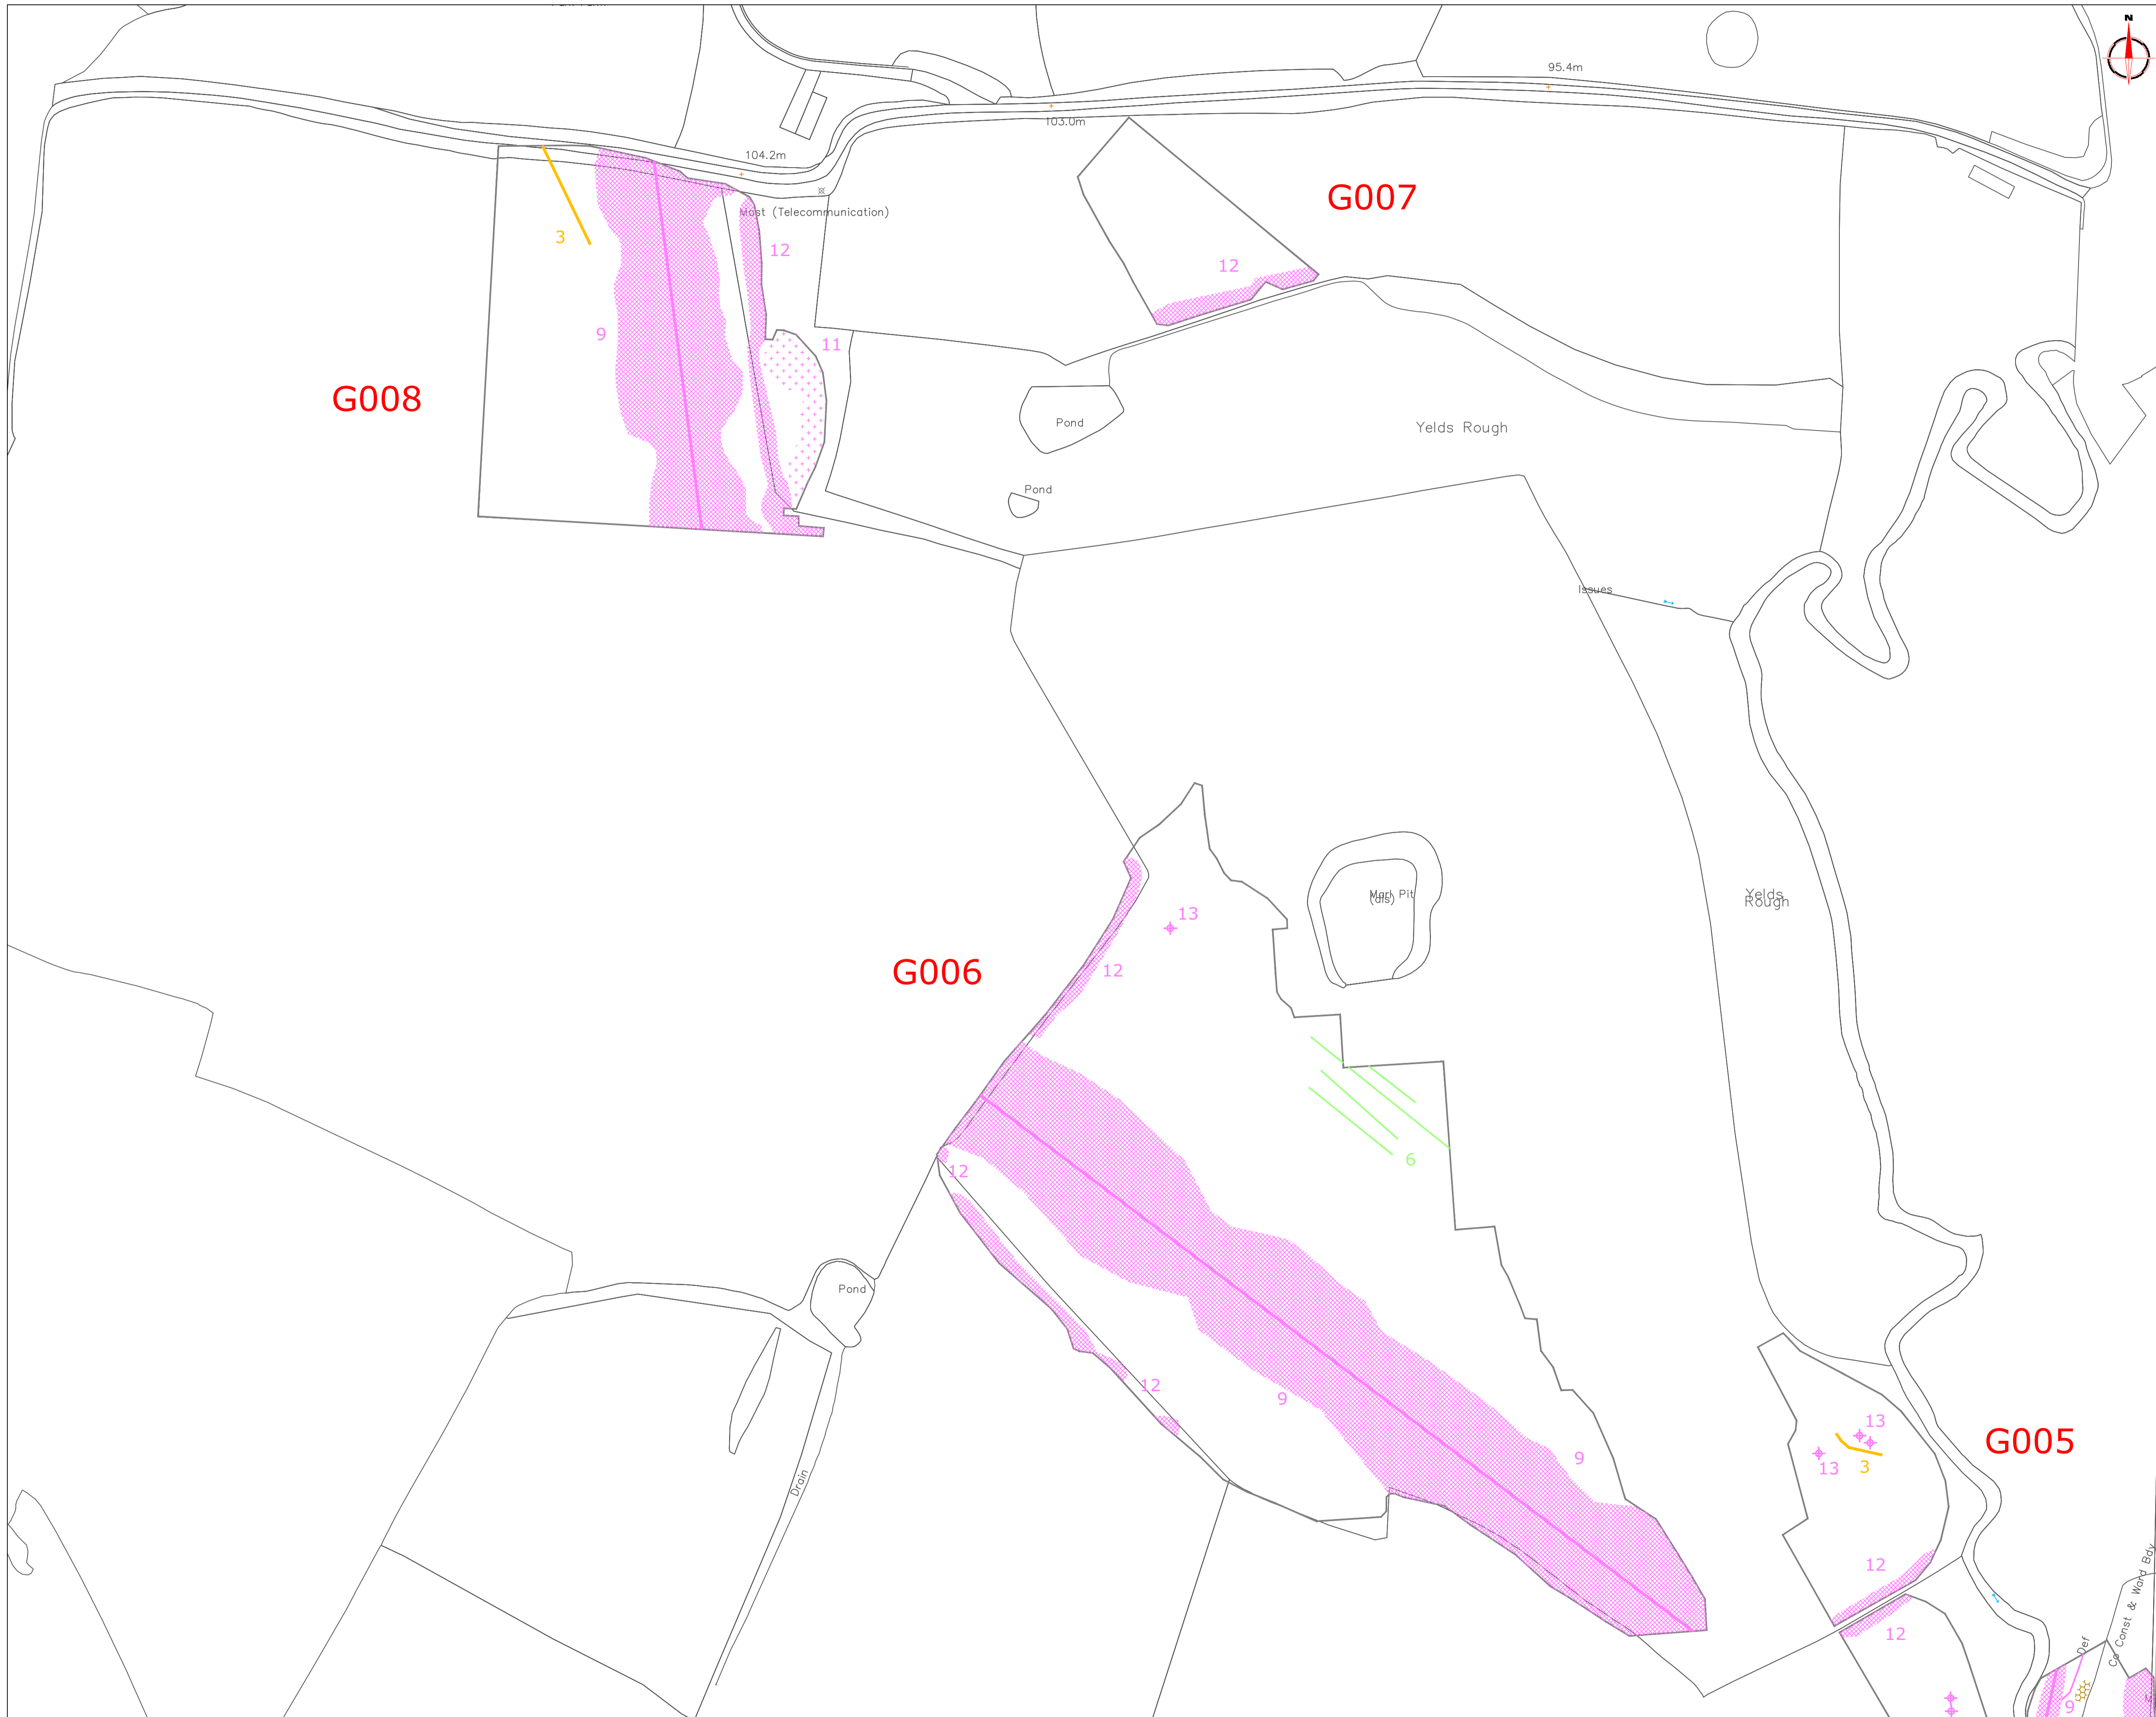 N
95.4m
103.0m
104.2m
G007
Mast (Telecommunication)
3
12
12
9
11
G008
Pond
Yelds Rough
Pond
Issues
Marl Pit
(dis)
Yelds
Rough
13
G006
12
6
12
Pond
12
9
13
G005
9
13
3
Drain
12
Co Const & Ward Bdy
12
Def
9